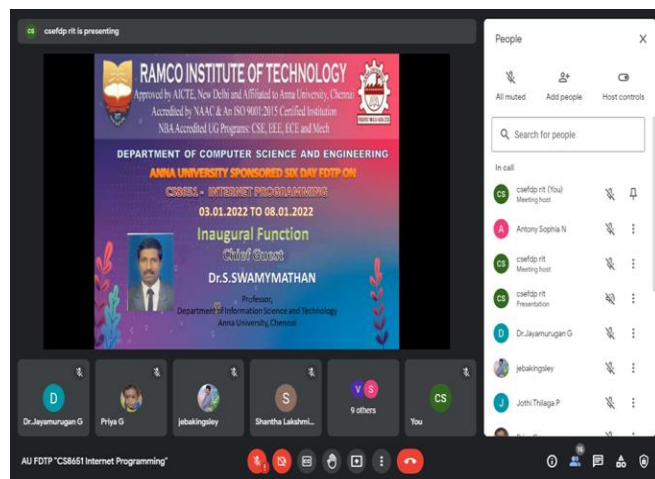 cs csefdp rit is presenting
RAMCO INSTITUTE OF TECHNOLOGY
Approved by AICTE, New Delhi and Affiliated to Anna University, Chennai
Accredited by NAAC & An ISO 9001:2015 Certified Institution
NBA Accredited UG Programs: CSE, EEE, ECE and Mech
DEPARTMENT OF COMPUTER SCIENCE AND ENGINEERING
ANNA UNIVERSITY SPONSORED SIX DAY FDTP ON
CS8651 - INTERNET PROGRAMMING
03.01.2022 TO 08.01.2022
Inaugural Function
Chief Guest
Dr.S.SWAMYMATHAN
Professor,
Department of Information Science and Technology
Anna University, Chennai
D
Dr.Jayamurugan G
Priya G
jebakingsley
S
Shantha Lakshmi...
V S
9 others
CS
You
AU FDTP "CS8651 Internet Programming"
People
All muted
Add people
Host controls
Search for people
In call
CS csefdp rit (You)
Meeting host
A Antony Sophia N
CS csefdp rit
Meeting host
CS csefdp rit
Presentation
D Dr.Jayamurugan G
jebakingsley
J Jothi Thilaga P